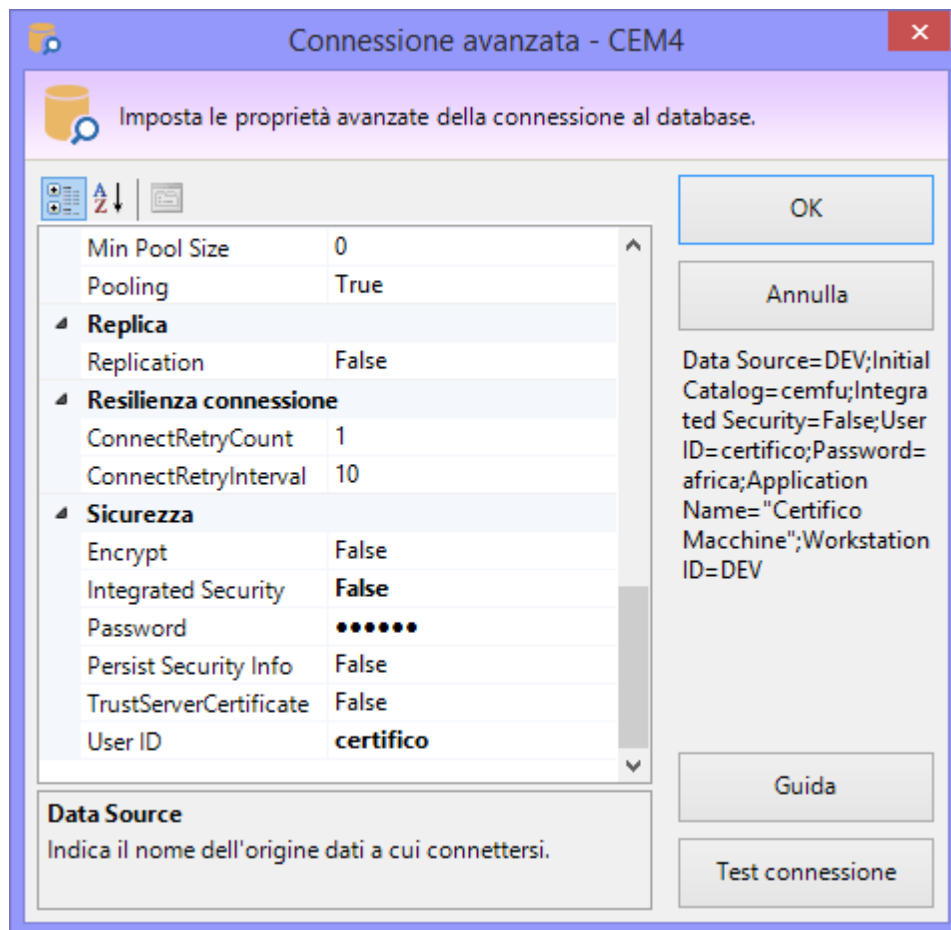 Connessione avanzata - CEM4
Imposta le proprietà avanzate della connessione al database.
Min Pool Size 0
Pooling True
Replica
Replication False
Resilienza connessione
ConnectRetryCount 1
ConnectRetryInterval 10
Sicurezza
Encrypt False
Integrated Security False
Password ●●●●●●
Persist Security Info False
TrustServerCertificate False
User ID certifico
Data Source
Indica il nome dell'origine dati a cui connettersi.
OK
Annulla
Data Source=DEV;Initial
Catalog=cemfu;Integra
ted Security=False;User
ID=certifico;Password=
africa;Application
Name="Certifico
Macchine";Workstation
ID=DEV
Guida
Test connessione